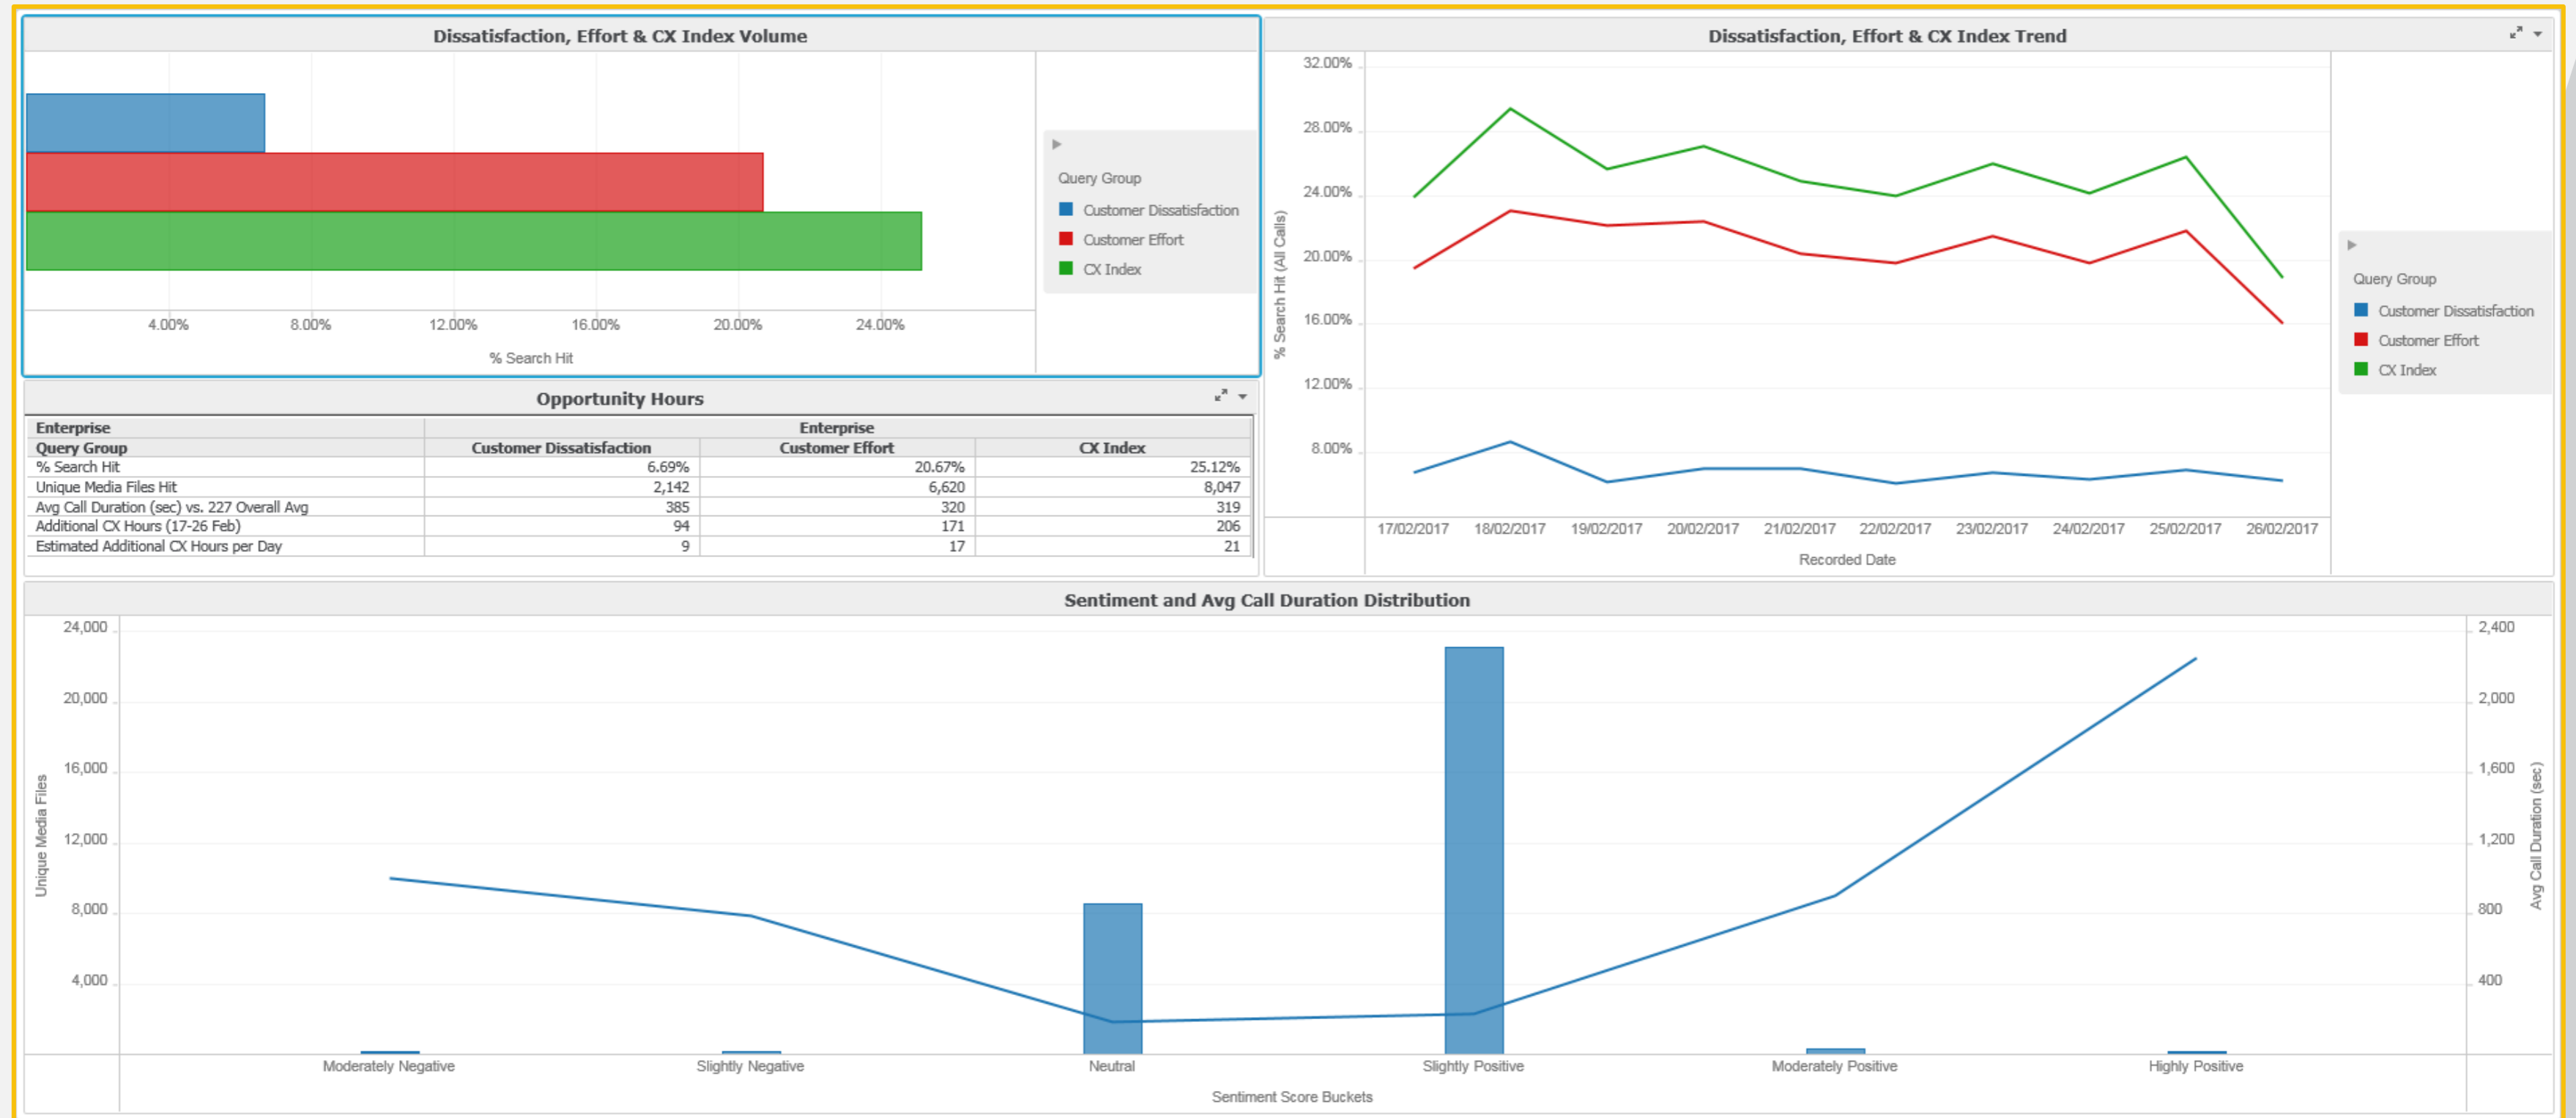 Dissatisfaction, Effort & CX Index Volume
4.00% 8.00% 12.00% 16.00% 20.00% 24.00%
% Search Hit
Query Group
Customer Dissatisfaction
Customer Effort
CX Index
Dissatisfaction, Effort & CX Index Trend
% Search Hit (All Calls)
32.00%
28.00%
24.00%
20.00%
16.00%
12.00%
8.00%
17/02/2017 18/02/2017 19/02/2017 20/02/2017 21/02/2017 22/02/2017 23/02/2017 24/02/2017 25/02/2017 26/02/2017
Recorded Date
Query Group
Customer Dissatisfaction
Customer Effort
CX Index
Opportunity Hours
Enterprise Enterprise
Query Group Customer Dissatisfaction Customer Effort CX Index
% Search Hit 6.69% 20.67% 25.12%
Unique Media Files Hit 2,142 6,620 8,047
Avg Call Duration (sec) vs. 227 Overall Avg 385 320 319
Additional CX Hours (17-26 Feb) 94 171 206
Estimated Additional CX Hours per Day 9 17 21
Sentiment and Avg Call Duration Distribution
Unique Media Files
24,000
20,000
16,000
12,000
8,000
4,000
2,400
2,000
1,600
1,200
800
400
Avg Call Duration (sec)
Moderately Negative Slightly Negative Neutral Slightly Positive Moderately Positive Highly Positive
Sentiment Score Buckets